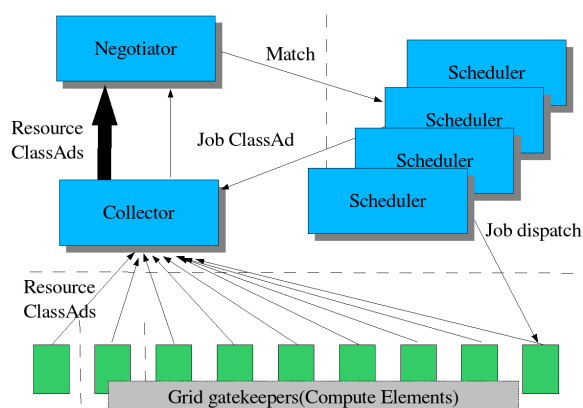 Negotiator
Match
Scheduler
Scheduler
Scheduler
Scheduler
Resource
ClassAds
Job ClassAd
Collector
Job dispatch
Resource
ClassAds
Grid gatekeepers(Compute Elements)